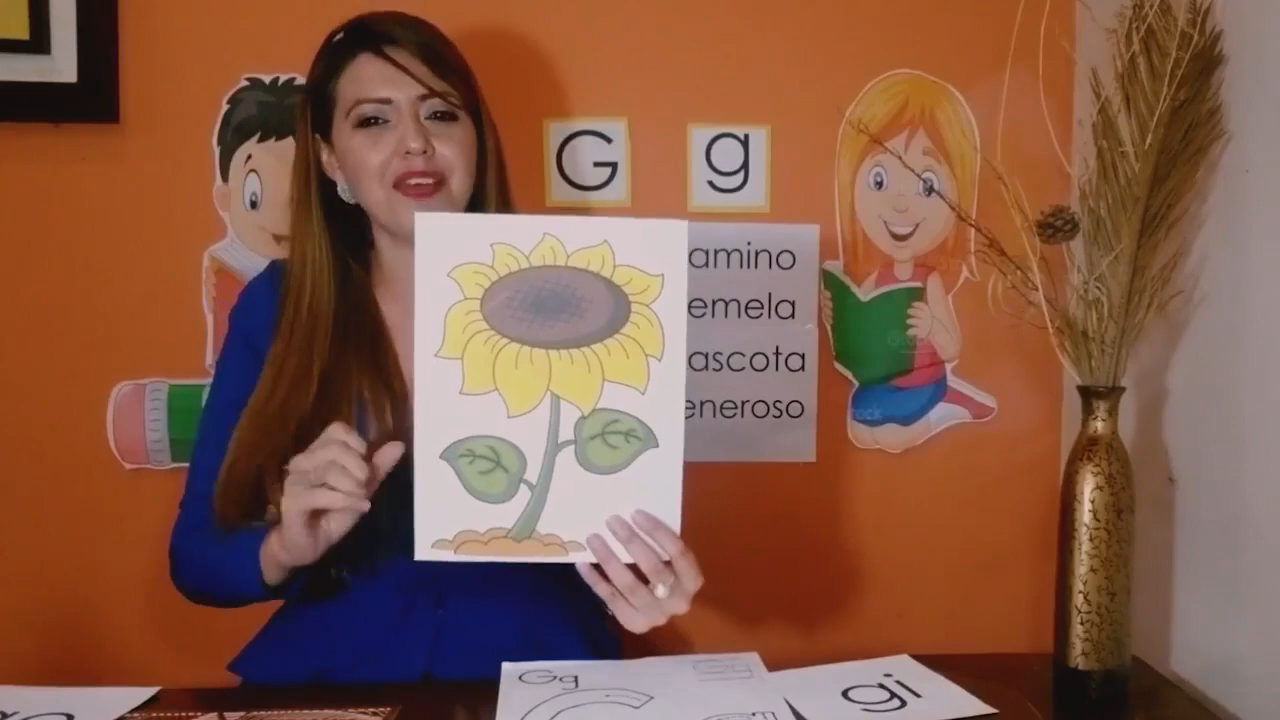 G g
amino
emela
ascota
eneroso
Gg
gi